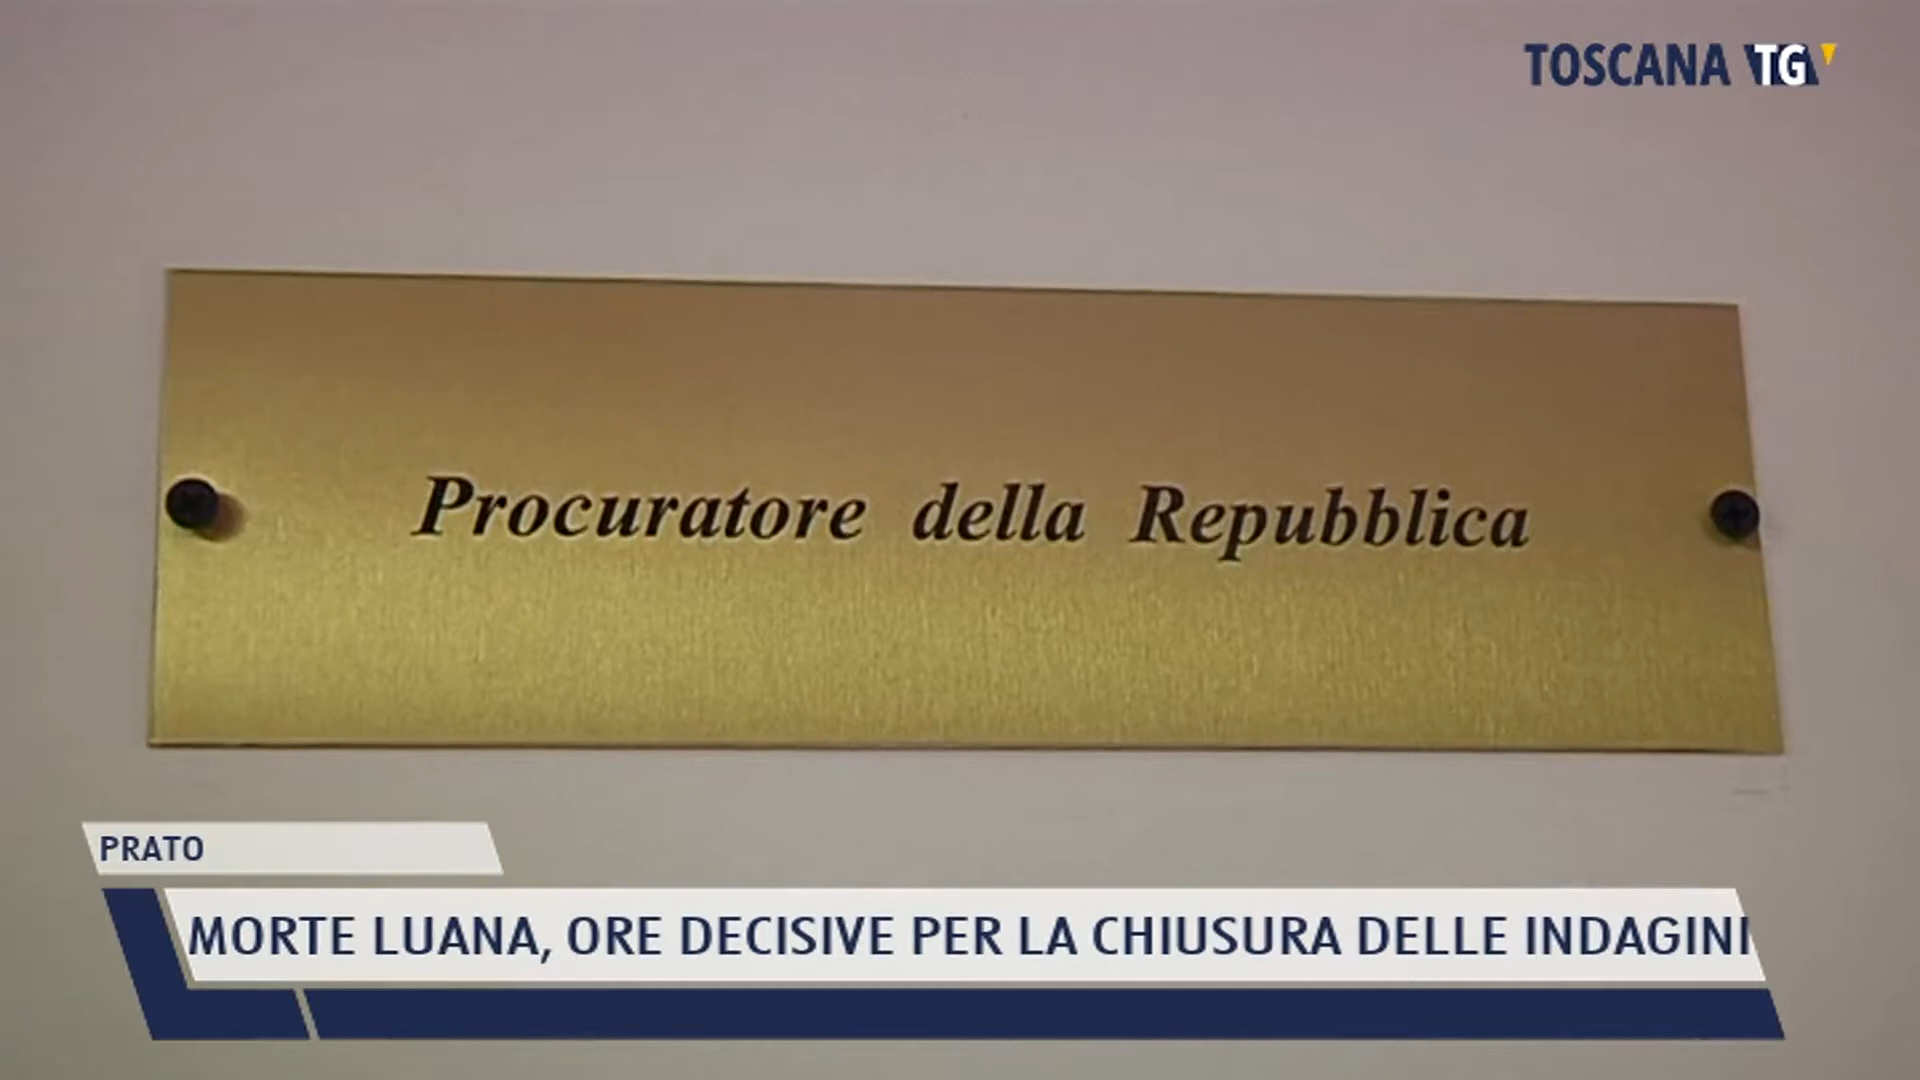 TOSCANA TG
Procuratore della Repubblica
PRATO
MORTE LUANA, ORE DECISIVE PER LA CHIUSURA DELLE INDAGINI